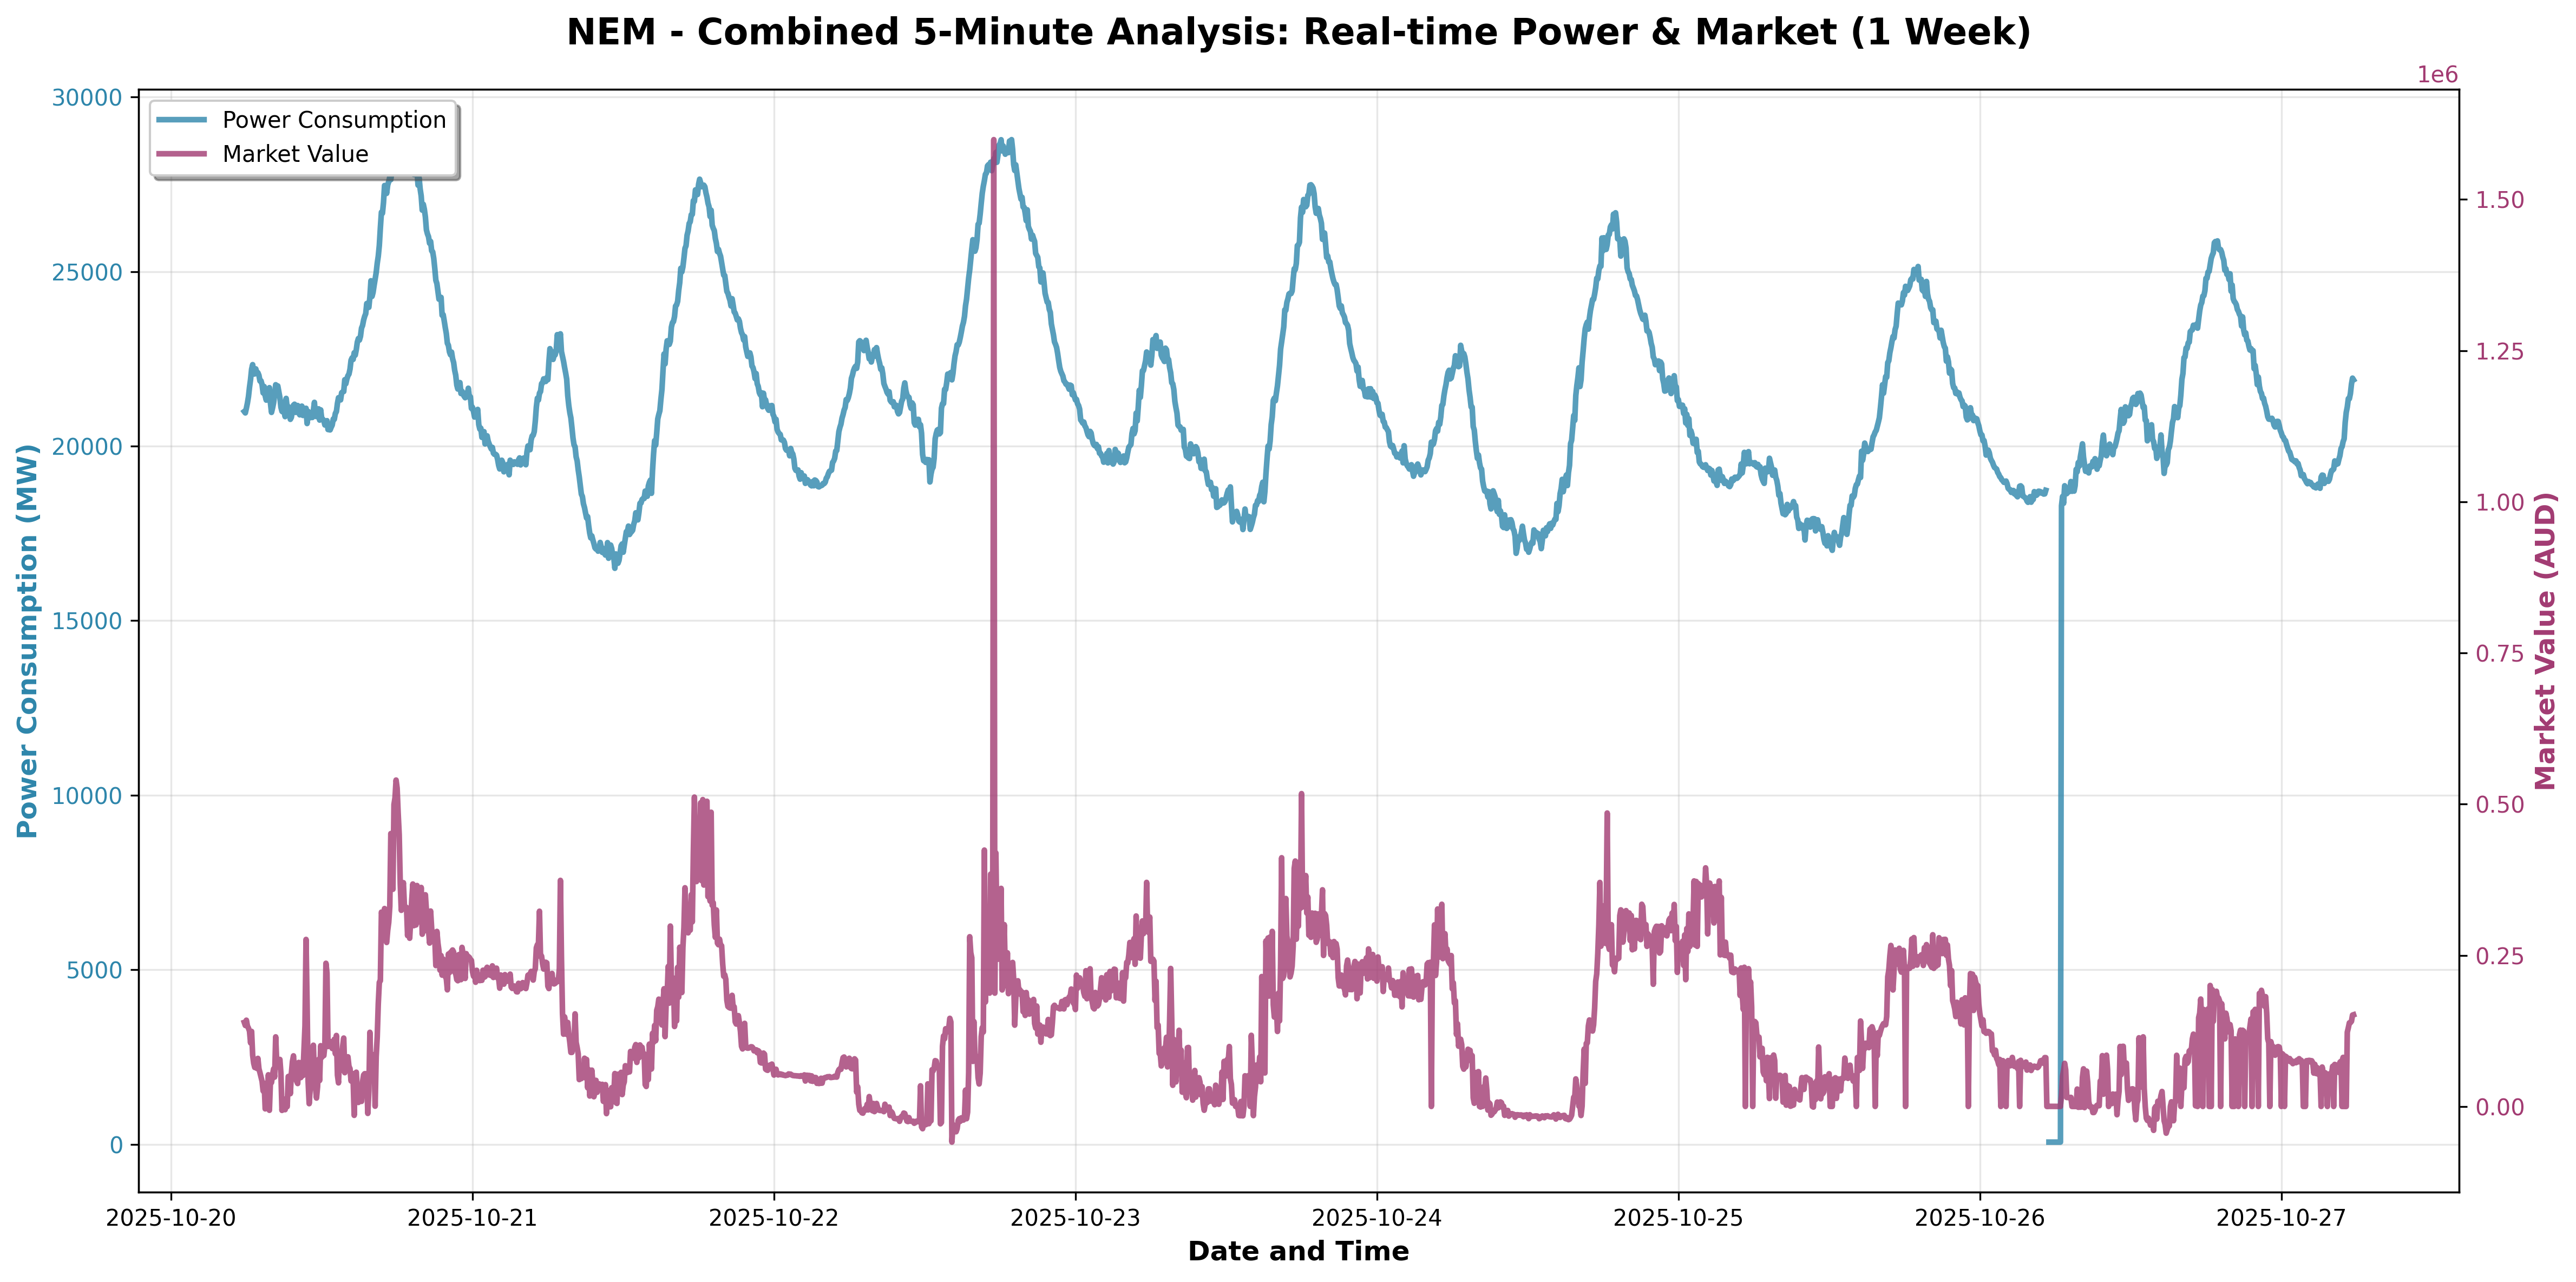 NEM - Combined 5-Minute Analysis: Real-time Power & Market (1 Week)
1e6
Power Consumption
Market Value
30000
25000
20000
15000
10000
5000
0
Power Consumption (MW)
1.50
1.25
1.00
0.75
0.50
0.25
0.00
Market Value (AUD)
2025-10-20 2025-10-21 2025-10-22 2025-10-23 2025-10-24 2025-10-25 2025-10-26 2025-10-27
Date and Time